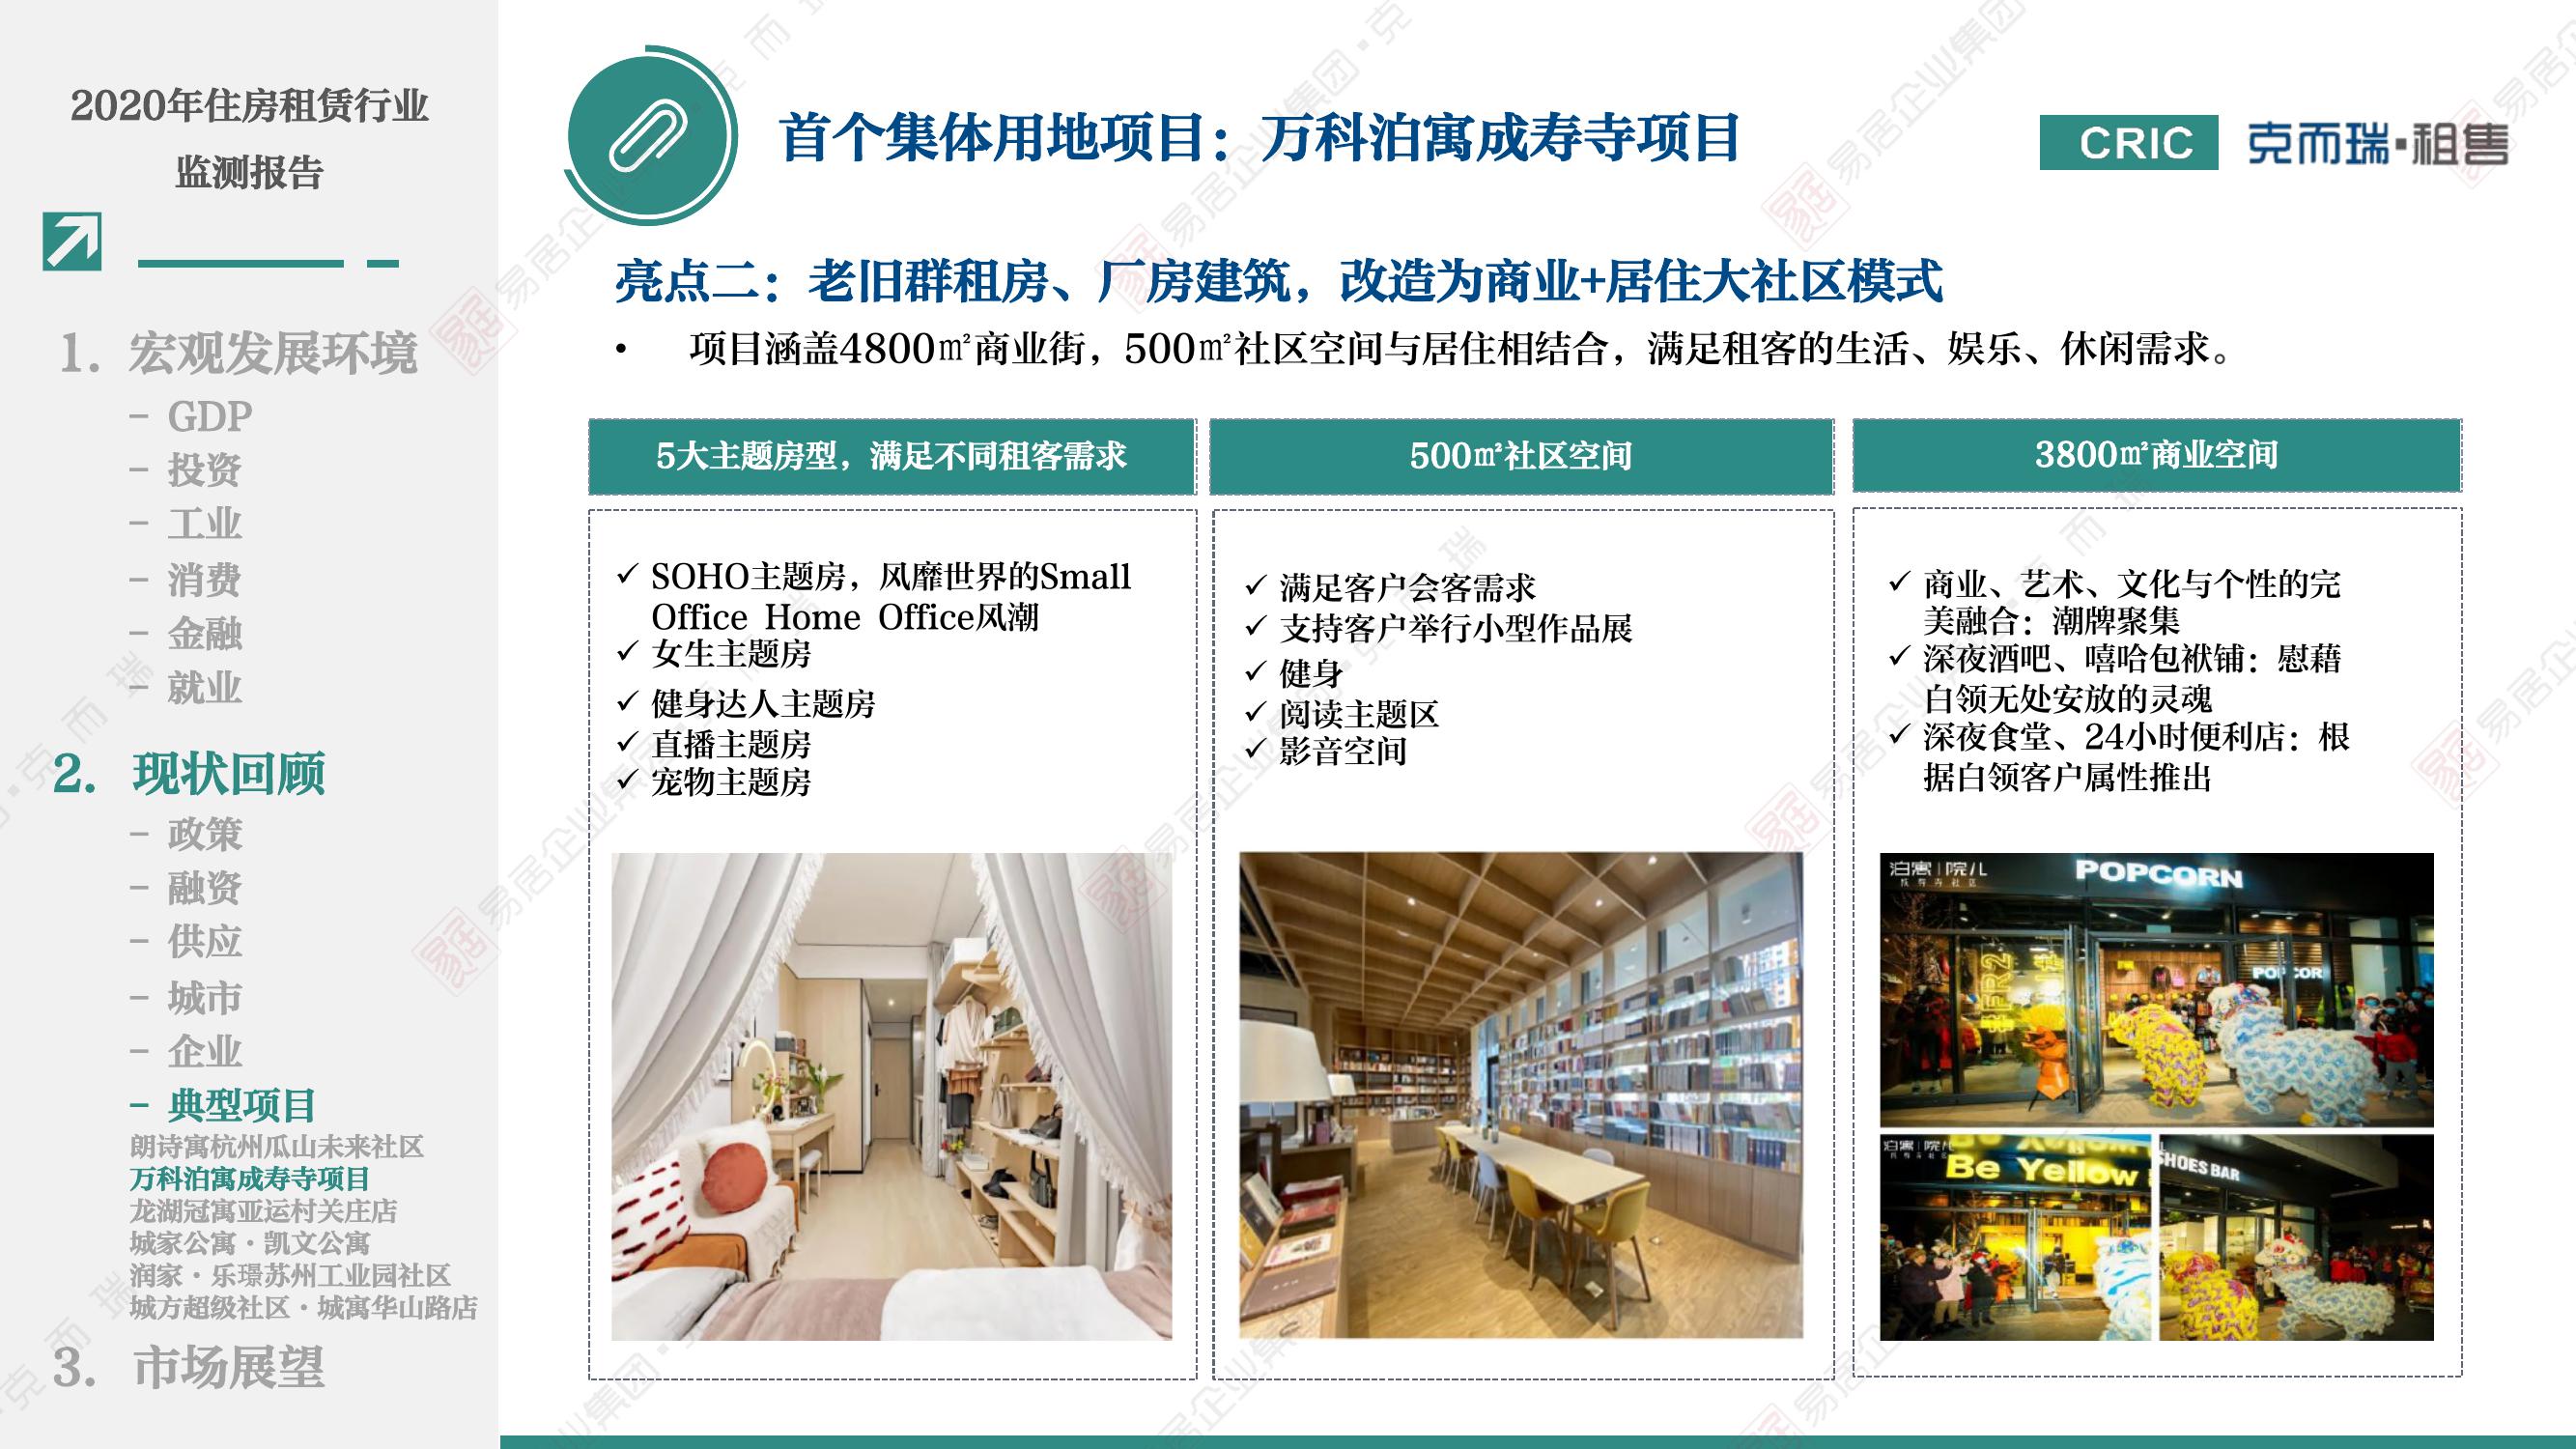 2020年住房租赁行业
监测报告
1. 宏观发展环境
– GDP
– 投资
– 工业
– 消费
– 金融
– 就业
2. 现状回顾
– 政策
– 融资
– 供应
– 城市
– 企业
– 典型项目
朗诗寓杭州瓜山未来社区
万科泊寓成寿寺项目
龙湖冠寓亚运村关庄店
城家公寓·凯文公寓
润家·乐璟苏州工业园社区
城方超级社区·城寓华山路店
3. 市场展望
首个集体用地项目：万科泊寓成寿寺项目
CRIC 克而瑞·租售
亮点二：老旧群租房、厂房建筑，改造为商业+居住大社区模式
• 项目涵盖4800㎡商业街，500㎡社区空间与居住相结合，满足租客的生活、娱乐、休闲需求。
5大主题房型，满足不同租客需求
✓ SOHO主题房，风靡世界的Small
Office Home Office风潮
✓ 女生主题房
✓ 健身达人主题房
✓ 直播主题房
✓ 宠物主题房
500㎡社区空间
✓ 满足客户会客需求
✓ 支持客户举行小型作品展
✓ 健身
✓ 阅读主题区
✓ 影音空间
3800㎡商业空间
✓ 商业、艺术、文化与个性的完
美融合：潮牌聚集
✓ 深夜酒吧、嘻哈包袱铺：慰藉
白领无处安放的灵魂
✓ 深夜食堂、24小时便利店：根
据白领客户属性推出
泊寓|院儿
成寿寺社区
POPCORN
POPCOR
泊寓|院儿
Be Yellow
SHOES BAR
易居企业集团·克而瑞